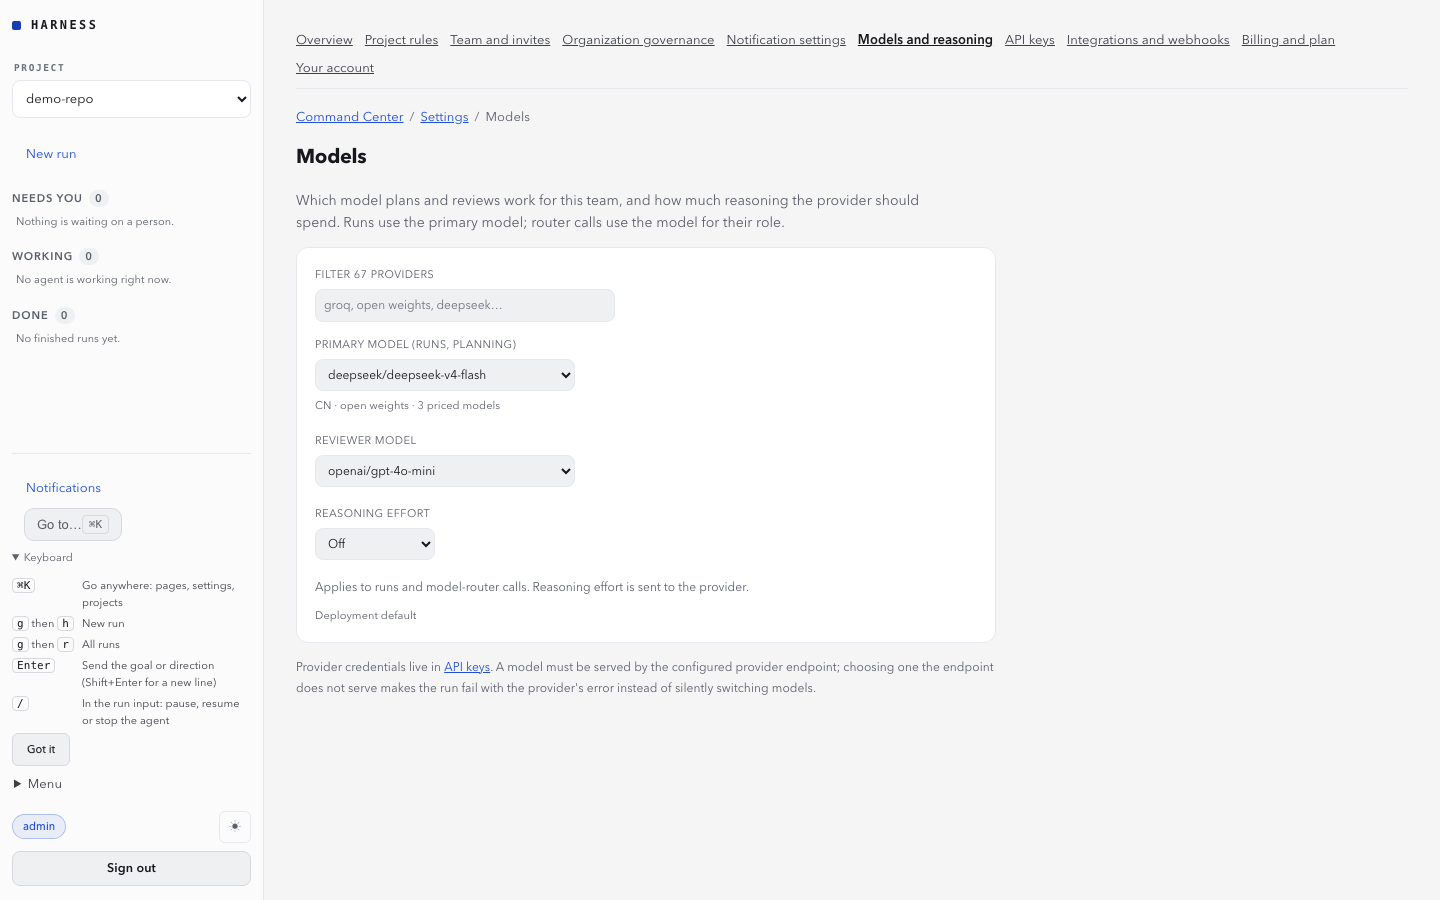 HARNESS
PROJECT
demo-repo
New run
NEEDS YOU 0
Nothing is waiting on a person.
WORKING 0
No agent is working right now.
DONE 0
No finished runs yet.
Notifications
Go to... ⌘K
▼ Keyboard
⌘K Go anywhere: pages, settings,
projects
g then h New run
g then r All runs
Enter Send the goal or direction
(Shift+Enter for a new line)
/ In the run input: pause, resume
or stop the agent
Got it
▶ Menu
admin
Sign out
Overview Project rules Team and invites Organization governance Notification settings Models and reasoning API keys Integrations and webhooks Billing and plan
Your account
Command Center / Settings / Models
Models
Which model plans and reviews work for this team, and how much reasoning the provider should
spend. Runs use the primary model; router calls use the model for their role.
FILTER 67 PROVIDERS
groq, open weights, deepseek...
PRIMARY MODEL (RUNS, PLANNING)
deepseek/deepseek-v4-flash
CN · open weights · 3 priced models
REVIEWER MODEL
openai/gpt-4o-mini
REASONING EFFORT
Off
Applies to runs and model-router calls. Reasoning effort is sent to the provider.
Deployment default
Provider credentials live in API keys. A model must be served by the configured provider endpoint; choosing one the endpoint
does not serve makes the run fail with the provider's error instead of silently switching models.